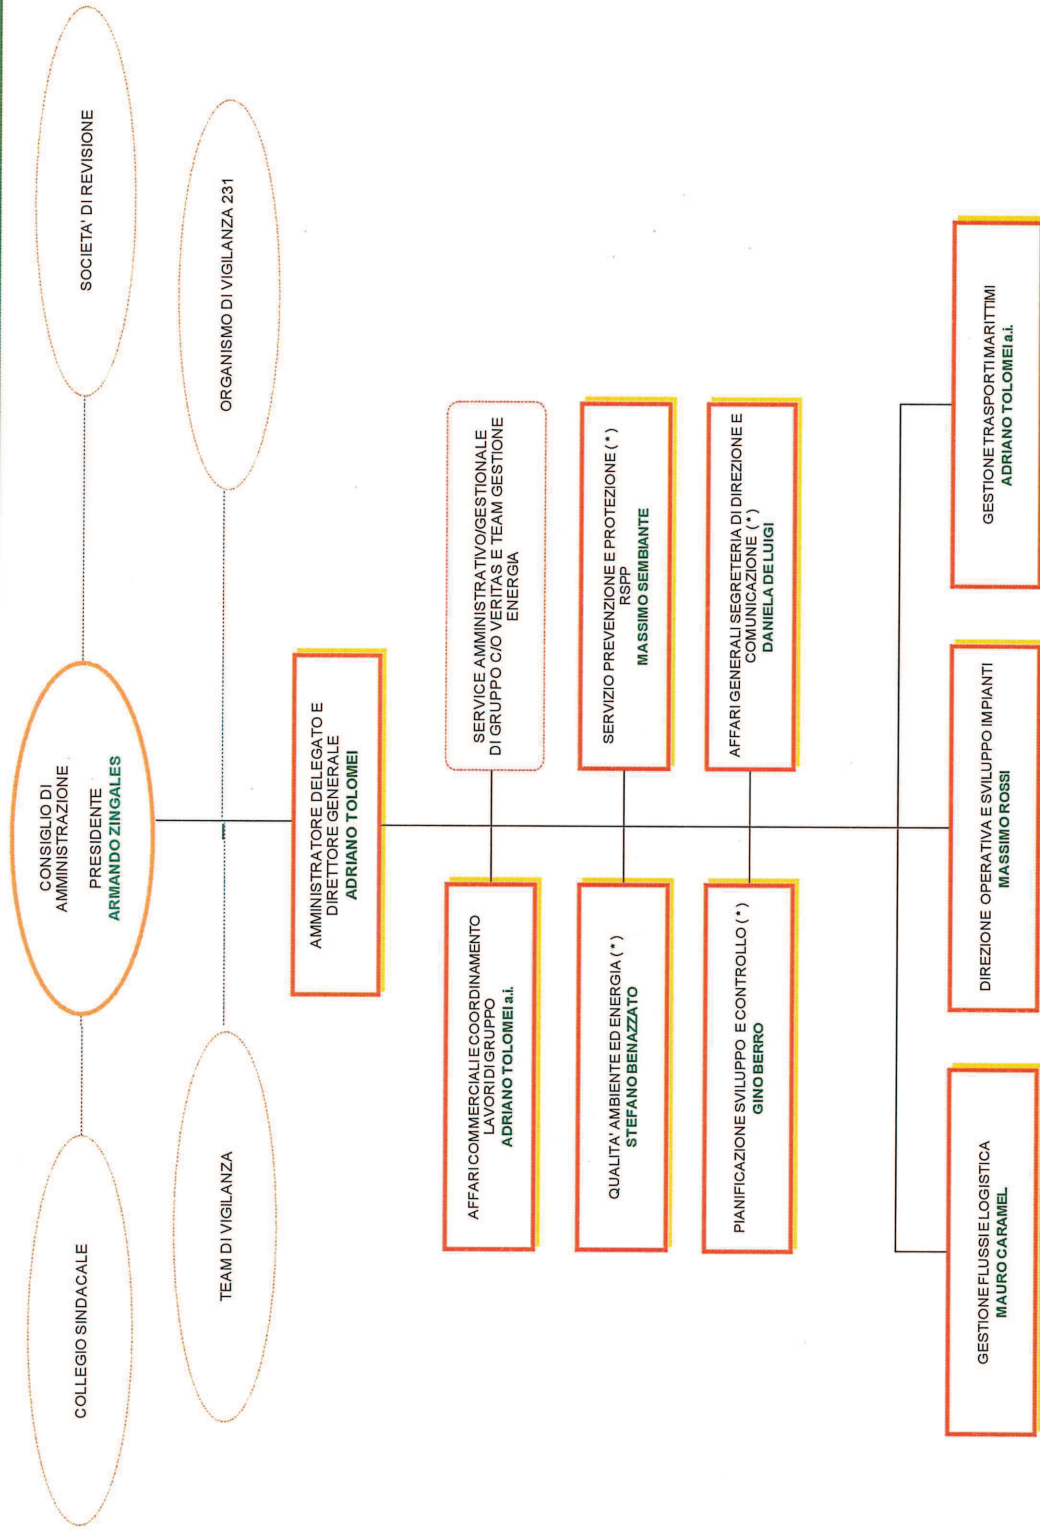 COLLEGIO SINDACALE
CONSIGLIO DI
AMMINISTRAZIONE
PRESIDENTE
ARMANDO ZINGALES
SOCIETA' DI REVISIONE
TEAM DI VIGILANZA
ORGANISMO DI VIGILANZA 231
AMMINISTRATORE DELEGATO E
DIRETTORE GENERALE
ADRIANO TOLOMEI
AFFARI COMMERCIALI E COORDINAMENTO
LAVORI DI GRUPPO
ADRIANO TOLOMEI a.i.
SERVICE AMMINISTRATIVO/GESTIONALE
DI GRUPPO C/O VERITAS E TEAM GESTIONE
ENERGIA
QUALITA' AMBIENTE ED ENERGIA (*)
STEFANO BENAZZATO
SERVIZIO PREVENZIONE E PROTEZIONE (*)
RSPP
MASSIMO SEMBIANTE
PIANIFICAZIONE SVILUPPO E CONTROLLO (*)
GINO BERRO
AFFARI GENERALI SEGRETERIA DI DIREZIONE E
COMUNICAZIONE (*)
DANIELA DE LUIGI
GESTIONE FLUSSI E LOGISTICA
MAURO CARAMEL
DIREZIONE OPERATIVA E SVILUPPO IMPIANTI
MASSIMO ROSSI
GESTIONE TRASPORTI MARITTIMI
ADRIANO TOLOMEI a.i.